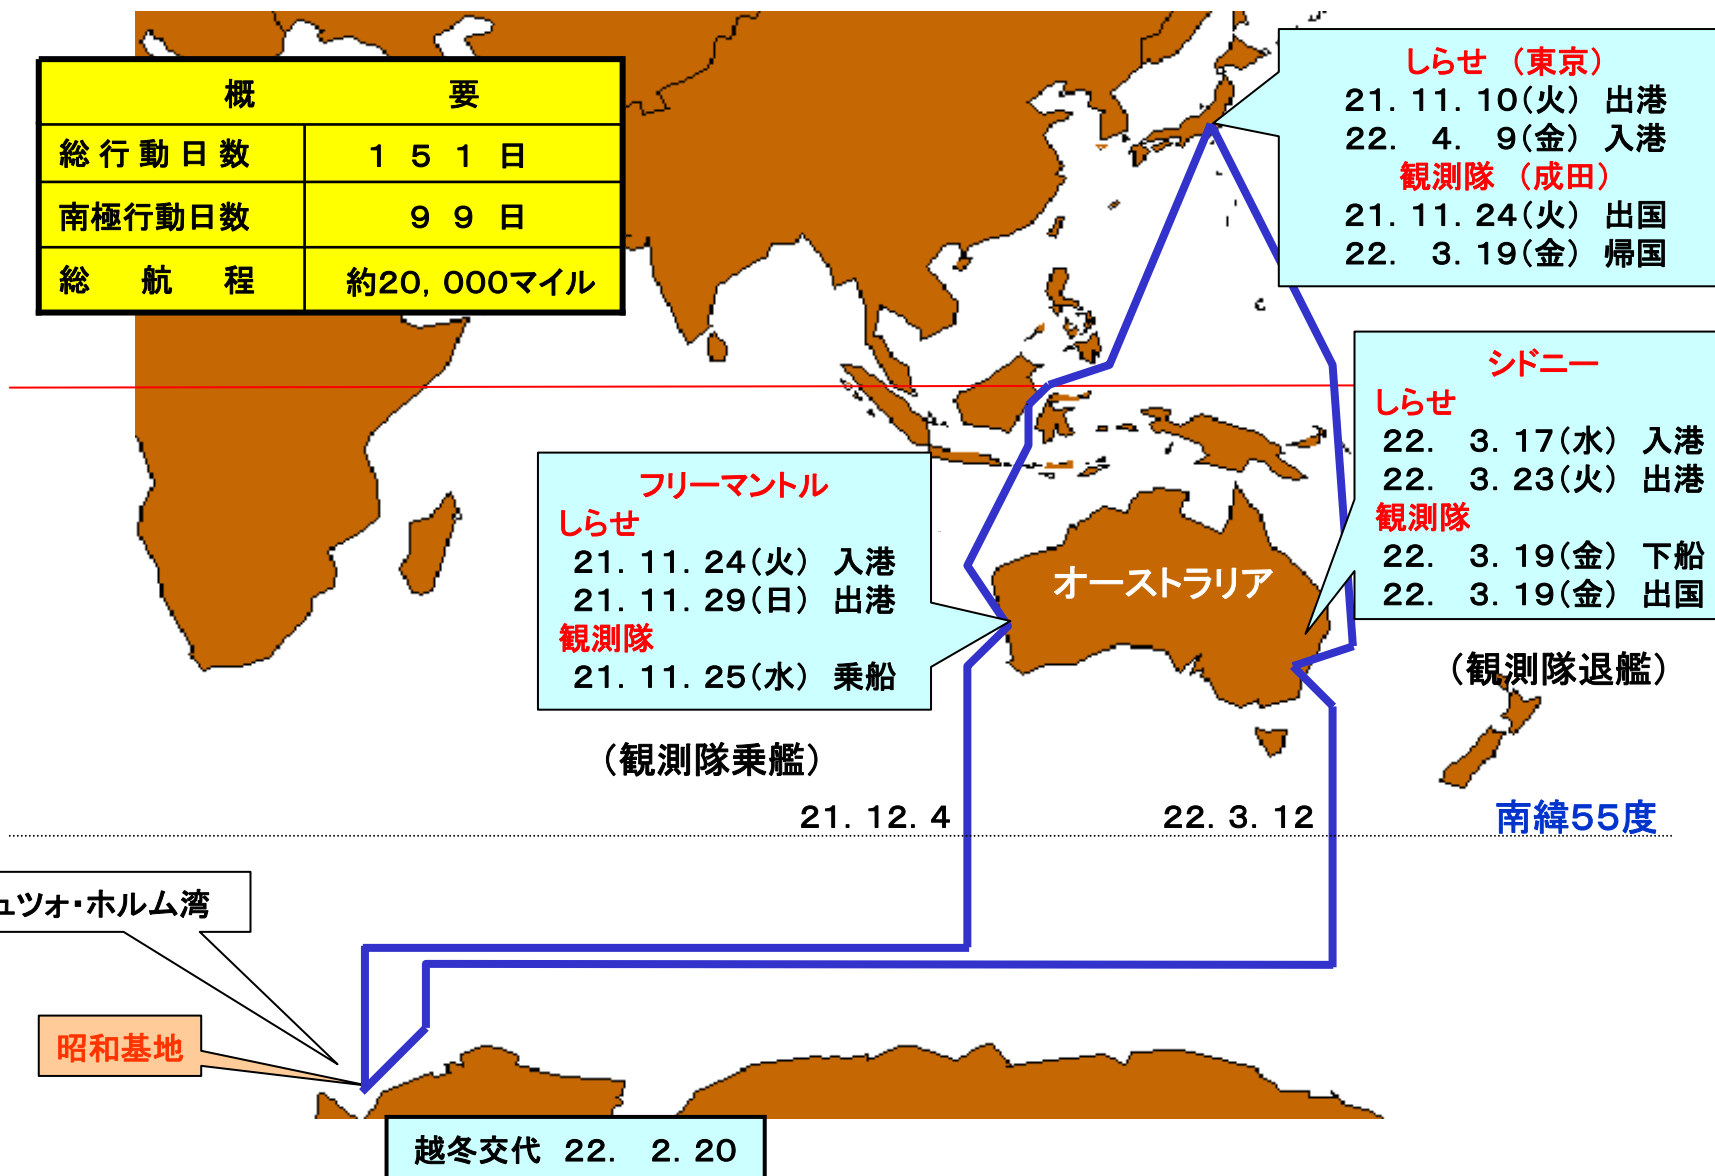 概　要
総行動日数　151日
南極行動日数　99日
総航程　約20,000マイル
しらせ （東京）
21. 11. 10(火) 出港
22. 4. 9(金) 入港
観測隊 （成田）
21. 11. 24(火) 出国
22. 3. 19(金) 帰国
シドニー
しらせ
22. 3. 17(水) 入港
22. 3. 23(火) 出港
観測隊
22. 3. 19(金) 下船
22. 3. 19(金) 出国
（観測隊退艦）
フリーマントル
しらせ
21. 11. 24(火) 入港
21. 11. 29(日) 出港
観測隊
21. 11. 25(水) 乗船
（観測隊乗艦）
オーストラリア
21. 12. 4
22. 3. 12
南緯55度
ュツォ・ホルム湾
昭和基地
越冬交代 22. 2. 20